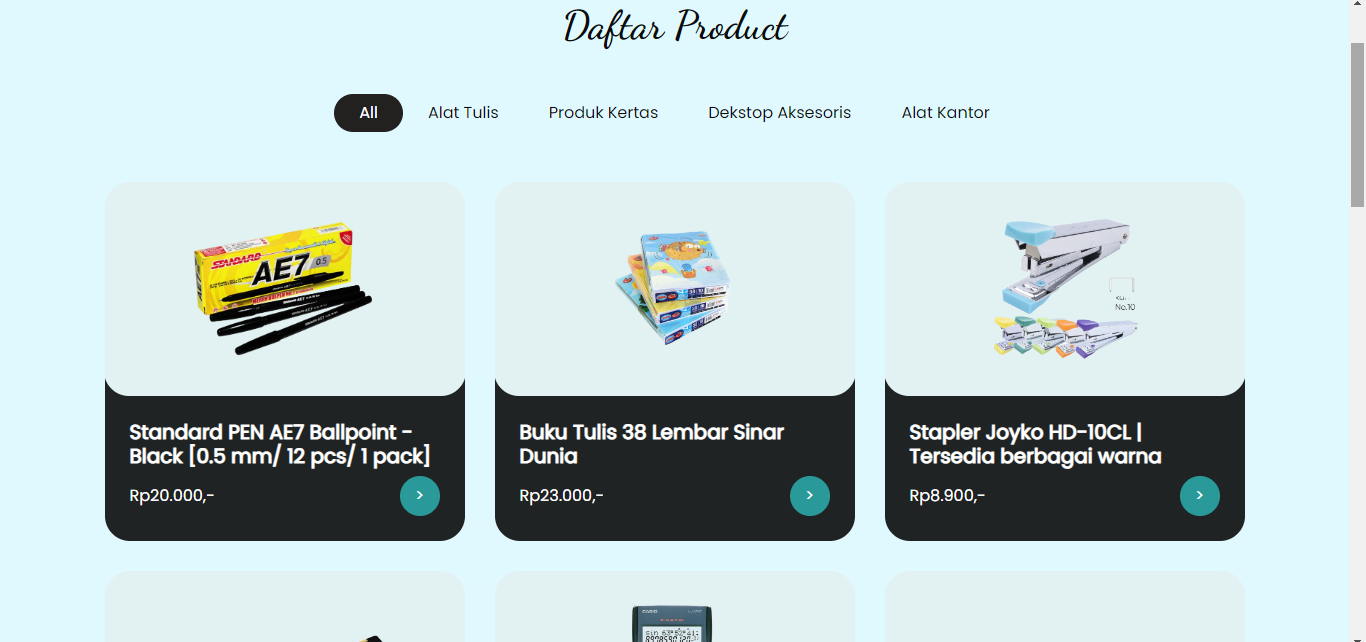 Daftar Product
All
Alat Tulis
Produk Kertas
Dekstop Aksesoris
Alat Kantor
STANDARD
AE7 0.5
No.10
Standard PEN AE7 Ballpoint -
Black [0.5 mm/ 12 pcs/ 1 pack]
Rp20.000,-
>
Buku Tulis 38 Lembar Sinar
Dunia
Rp23.000,-
>
Stapler Joyko HD-10CL |
Tersedia berbagai warna
Rp8.900,-
>
CASIO